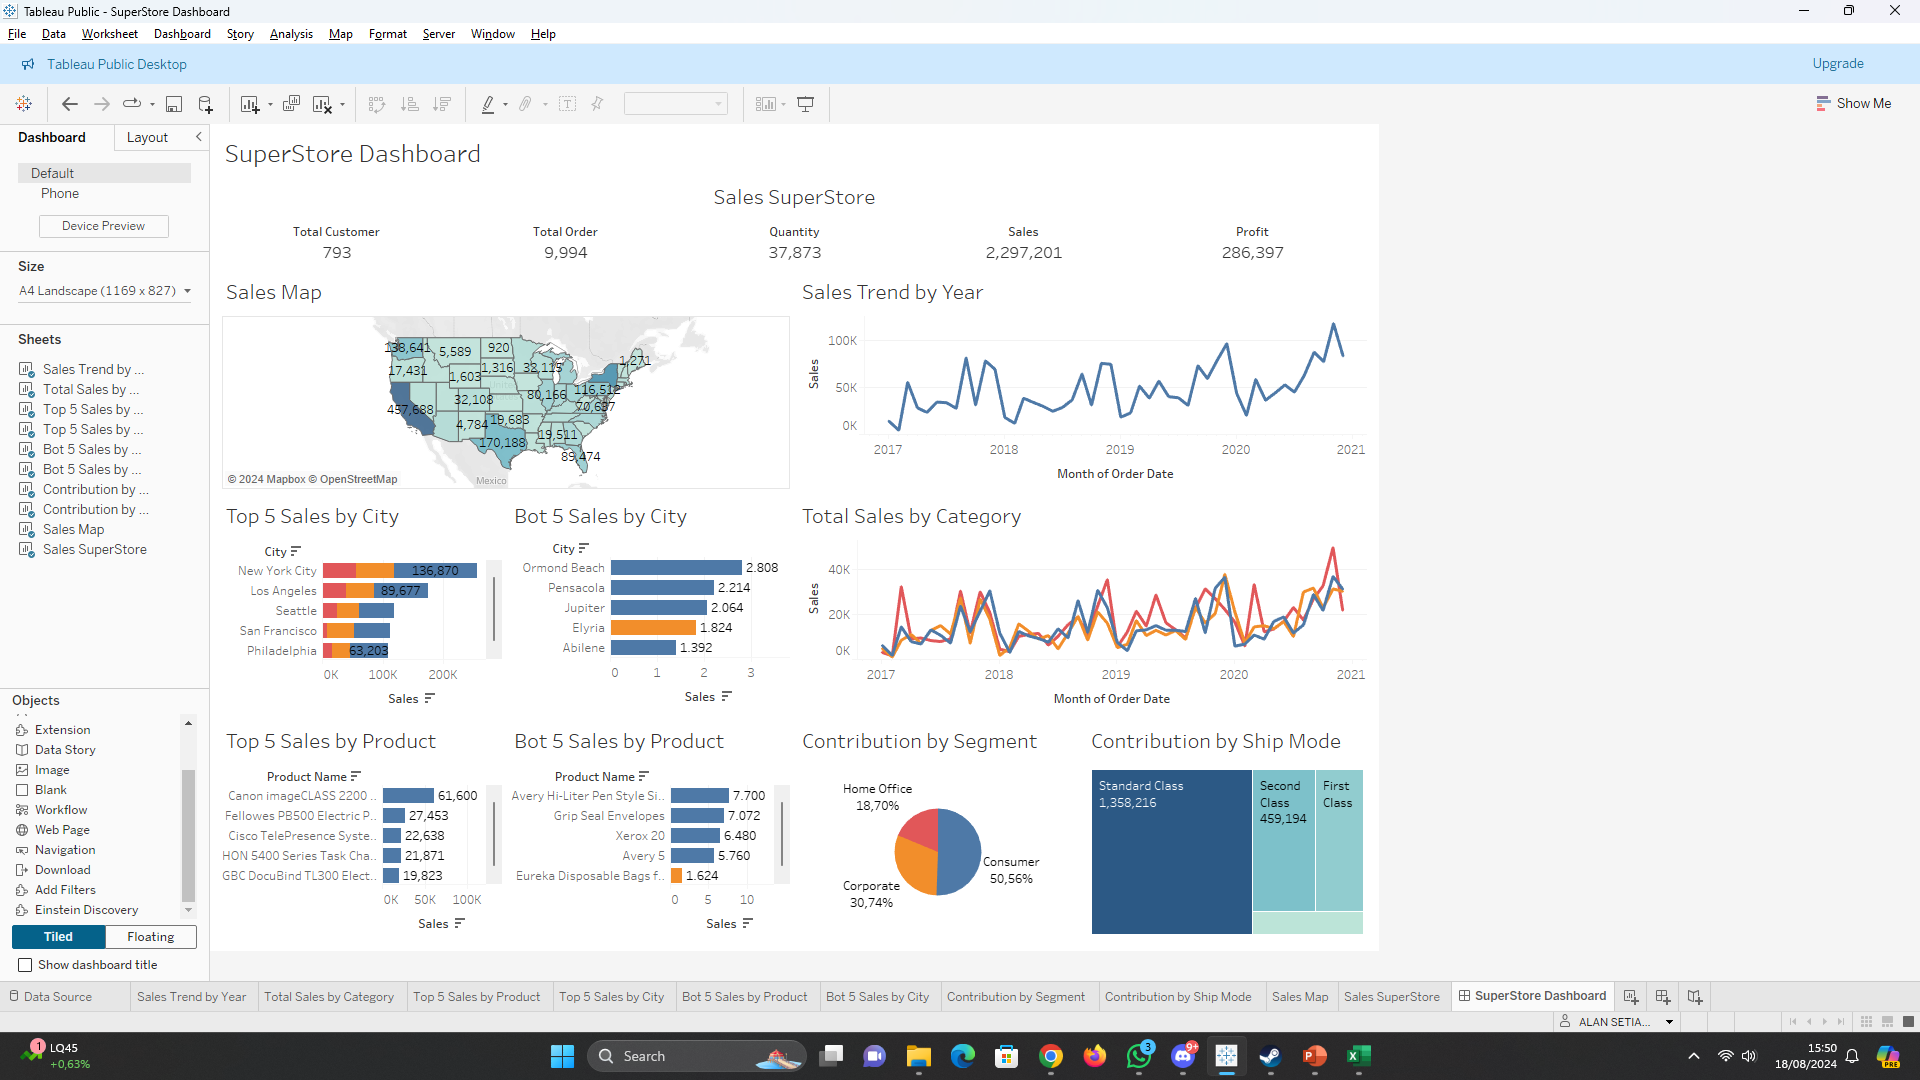 Tableau Public - SuperStore Dashboard
File Data Worksheet Dashboard Story Analysis Map Format Server Window Help
Tableau Public Desktop
Upgrade
Show Me
Dashboard Layout
Default
Phone
Device Preview
Size
A4 Landscape (1169 x 827)
Sheets
Sales Trend by ...
Total Sales by ...
Top 5 Sales by ...
Top 5 Sales by ...
Bot 5 Sales by ...
Bot 5 Sales by ...
Contribution by ...
Contribution by ...
Sales Map
Sales SuperStore
Objects
Extension
Data Story
Image
Blank
Workflow
Web Page
Navigation
Download
Add Filters
Einstein Discovery
Tiled Floating
Show dashboard title
SuperStore Dashboard
Sales SuperStore
Total Customer Total Order Quantity Sales Profit
793 9,994 37,873 2,297,201 286,397
Sales Map
138,641 5,589 920 1,271
17,431 1,603 1,316 32,115
457,688 32,108 80,166 116,512
70,637
4,784 19,683
170,188 19,511
89,474
Mexico
© 2024 Mapbox © OpenStreetMap
Sales Trend by Year
Sales
100K
50K
0K
2017 2018 2019 2020 2021
Month of Order Date
Top 5 Sales by City
City
New York City 136,870
Los Angeles 89,677
Seattle
San Francisco
Philadelphia 63,203
0K 100K 200K
Sales
Bot 5 Sales by City
City
Ormond Beach 2.808
Pensacola 2.214
Jupiter 2.064
Elyria 1.824
Abilene 1.392
0 1 2 3
Sales
Total Sales by Category
Sales
40K
20K
0K
2017 2018 2019 2020 2021
Month of Order Date
Top 5 Sales by Product
Product Name
Canon imageCLASS 2200 .. 61,600
Fellowes PB500 Electric P.. 27,453
Cisco TelePresence Syste.. 22,638
HON 5400 Series Task Cha.. 21,871
GBC DocuBind TL300 Elect.. 19,823
0K 50K 100K
Sales
Bot 5 Sales by Product
Product Name
Avery Hi-Liter Pen Style Si.. 7.700
Grip Seal Envelopes 7.072
Xerox 20 6.480
Avery 5 5.760
Eureka Disposable Bags f.. 1.624
0 5 10
Sales
Contribution by Segment
Home Office
18,70%
Consumer
50,56%
Corporate
30,74%
Contribution by Ship Mode
Standard Class
1,358,216
Second
Class
459,194
First
Class
Data Source Sales Trend by Year Total Sales by Category Top 5 Sales by Product Top 5 Sales by City Bot 5 Sales by Product Bot 5 Sales by City Contribution by Segment Contribution by Ship Mode Sales Map Sales SuperStore SuperStore Dashboard
ALAN SETIA...
1
LQ45
+0,63%
Search
3
9+
PRE
15:50
18/08/2024